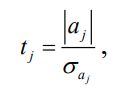 t_j = |a_j| / σ_{a_j} ,